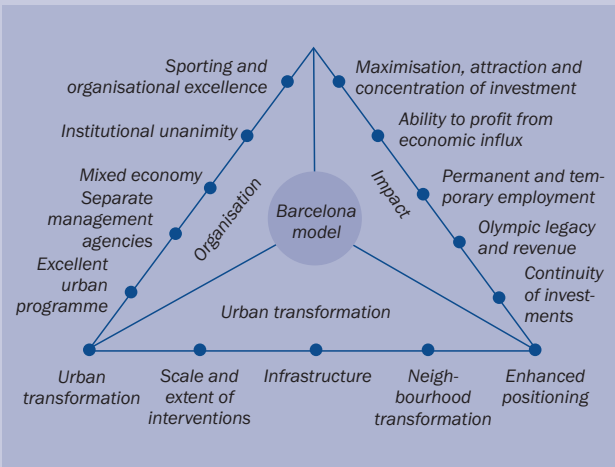 Sporting and
organisational excellence
Institutional unanimity
Mixed economy
Separate
management
agencies
Excellent
urban
programme
Organisation
Barcelona
model
Impact
Maximisation, attraction and
concentration of investment
Ability to profit from
economic influx
Permanent and tem-
porary employment
Olympic legacy
and revenue
Continuity
of invest-
ments
Urban transformation
Urban
transformation
Scale and
extent of
interventions
Infrastructure
Neigh-
bourhood
transformation
Enhanced
positioning